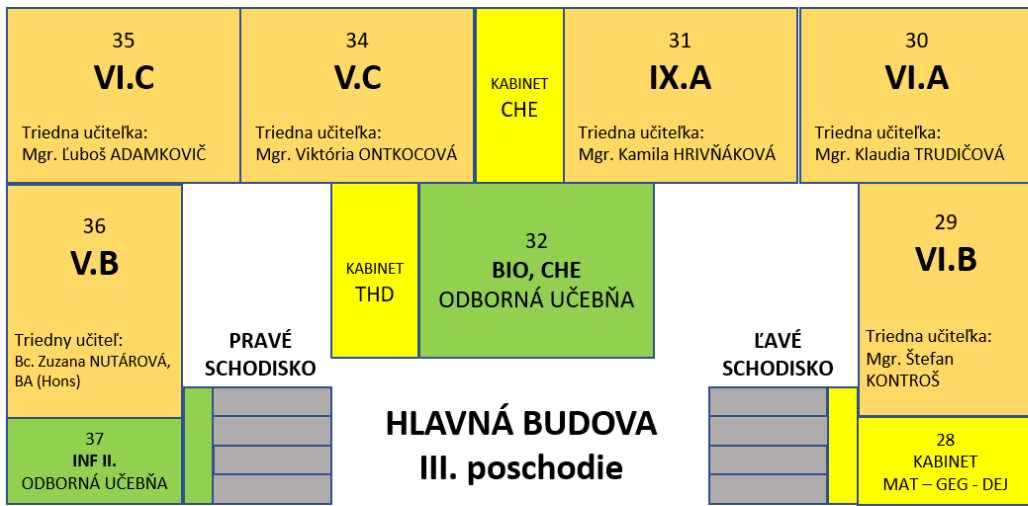 35
VI.C
Triedna učiteľka:
Mgr. Ľuboš ADAMKOVIČ
34
V.C
Triedna učiteľka:
Mgr. Viktória ONTKOCOVÁ
KABINET
CHE
31
IX.A
Triedna učiteľka:
Mgr. Kamila HRIVŇÁKOVÁ
30
VI.A
Triedna učiteľka:
Mgr. Klaudia TRUDIČOVÁ
36
V.B
Triedny učiteľ:
Bc. Zuzana NUTÁROVÁ,
BA (Hons)
KABINET
THD
32
BIO, CHE
ODBORNÁ UČEBŇA
29
VI.B
Triedna učiteľka:
Mgr. Štefan
KONTROŠ
PRAVÉ
SCHODISKO
ĽAVÉ
SCHODISKO
37
INF II.
ODBORNÁ UČEBŇA
HLAVNÁ BUDOVA
III. poschodie
28
KABINET
MAT – GEG - DEJ